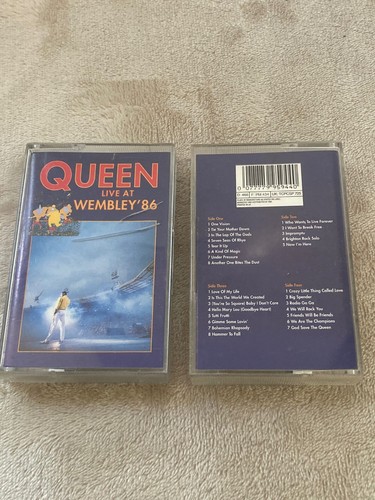 QUEEN
LIVE AT
WEMBLEY '86
0 077779 959440
Side One
1 One Vision
2 Tie Your Mother Down
3 In The Lap Of The Gods
4 Seven Seas Of Rhye
5 Tear It Up
6 A Kind Of Magic
7 Under Pressure
8 Another One Bites The Dust
Side Two
1 Who Wants To Live Forever
2 I Want To Break Free
3 Impromptu
4 Brighton Rock Solo
5 Now I'm Here
Side Three
1 Love Of My Life
2 Is This The World We Created
3 (You're So Square) Baby I Don't Care
4 Hello Mary Lou (Goodbye Heart)
5 Tutti Frutti
6 Gimme Some Lovin'
7 Bohemian Rhapsody
8 Hammer To Fall
Side Four
1 Crazy Little Thing Called Love
2 Big Spender
3 Radio Ga Ga
4 We Will Rock You
5 Friends Will Be Friends
6 We Are The Champions
7 God Save The Queen